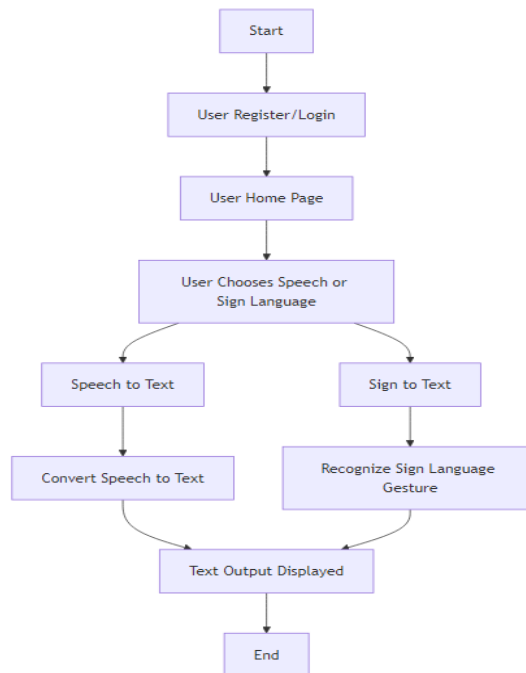 Start
User Register/Login
User Home Page
User Chooses Speech or
Sign Language
Speech to Text
Sign to Text
Convert Speech to Text
Recognize Sign Language
Gesture
Text Output Displayed
End